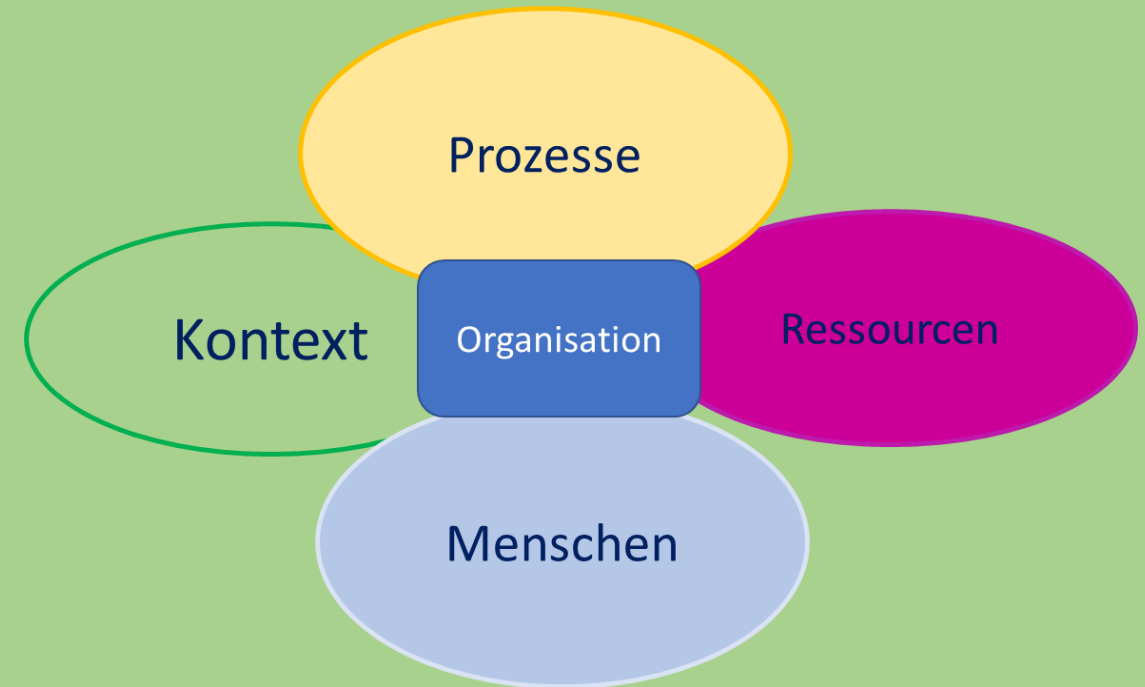 Prozesse
Kontext
Organisation
Ressourcen
Menschen